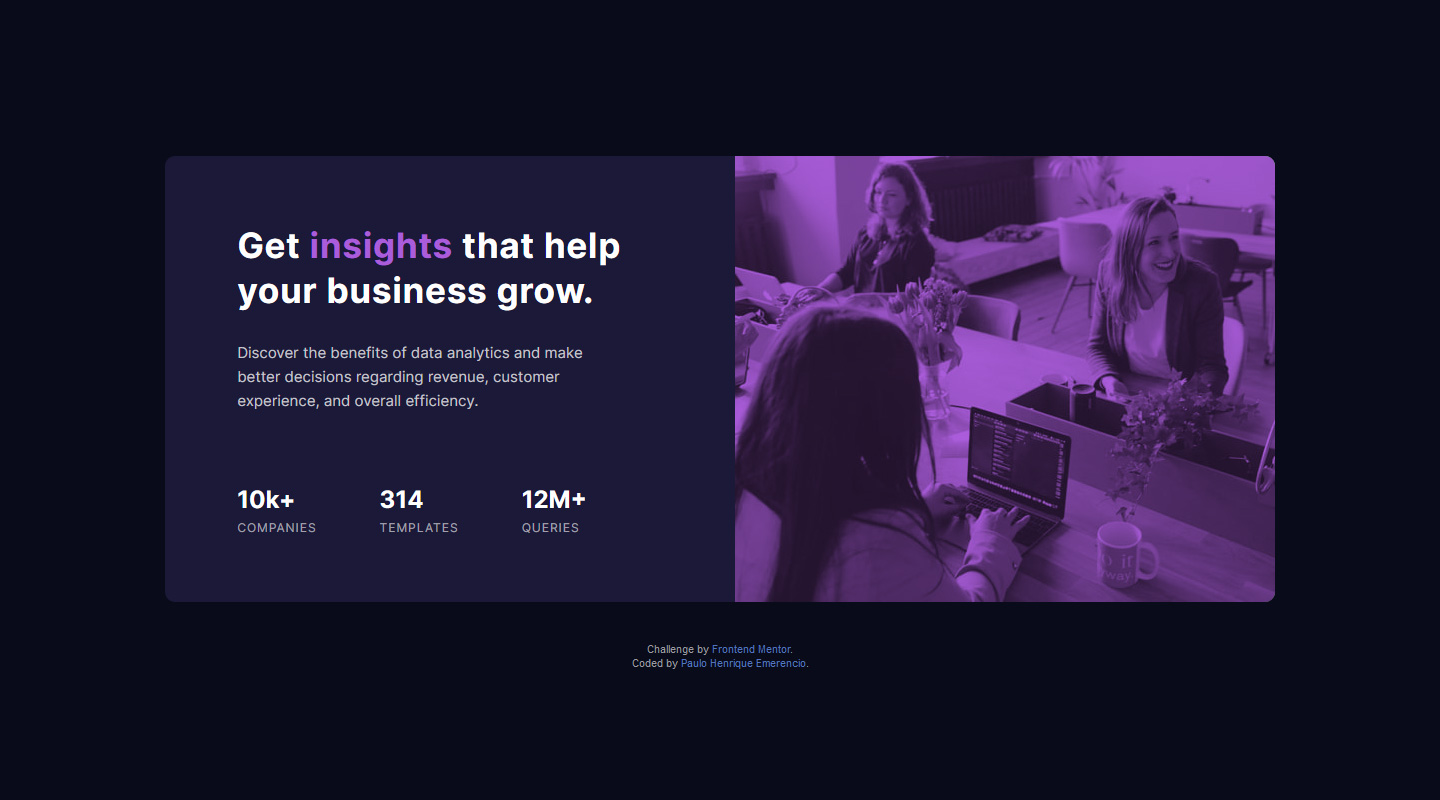 Get insights that help
your business grow.
Discover the benefits of data analytics and make
better decisions regarding revenue, customer
experience, and overall efficiency.
10k+ 314 12M+
COMPANIES TEMPLATES QUERIES
Challenge by Frontend Mentor.
Coded by Paulo Henrique Emerencio.